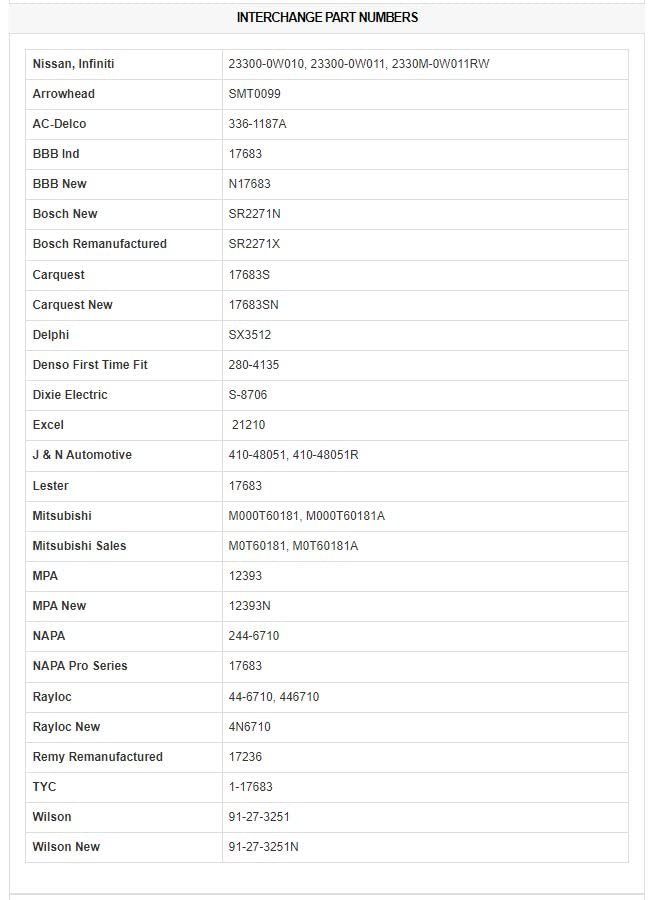 INTERCHANGE PART NUMBERS
Nissan, Infiniti 23300-0W010, 23300-0W011, 2330M-0W011RW
Arrowhead SMT0099
AC-Delco 336-1187A
BBB Ind 17683
BBB New N17683
Bosch New SR2271N
Bosch Remanufactured SR2271X
Carquest 17683S
Carquest New 17683SN
Delphi SX3512
Denso First Time Fit 280-4135
Dixie Electric S-8706
Excel 21210
J & N Automotive 410-48051, 410-48051R
Lester 17683
Mitsubishi M000T60181, M000T60181A
Mitsubishi Sales M0T60181, M0T60181A
MPA 12393
MPA New 12393N
NAPA 244-6710
NAPA Pro Series 17683
Rayloc 44-6710, 446710
Rayloc New 4N6710
Remy Remanufactured 17236
TYC 1-17683
Wilson 91-27-3251
Wilson New 91-27-3251N